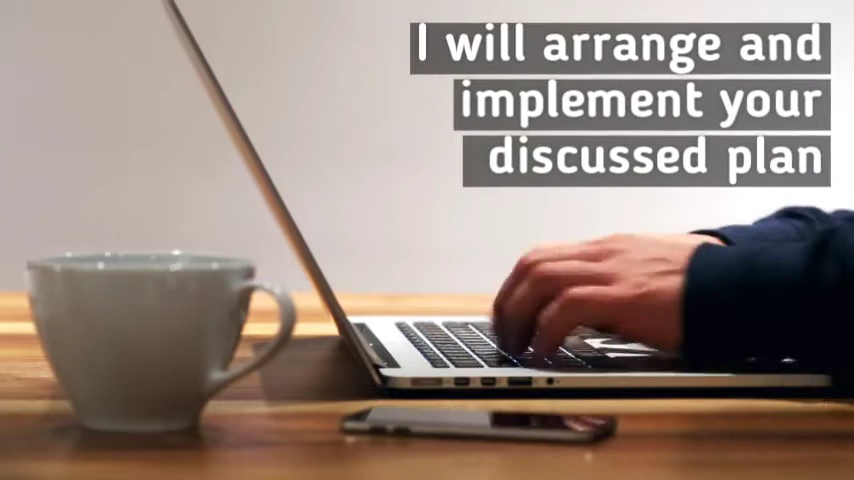 I will arrange and
implement your
discussed plan